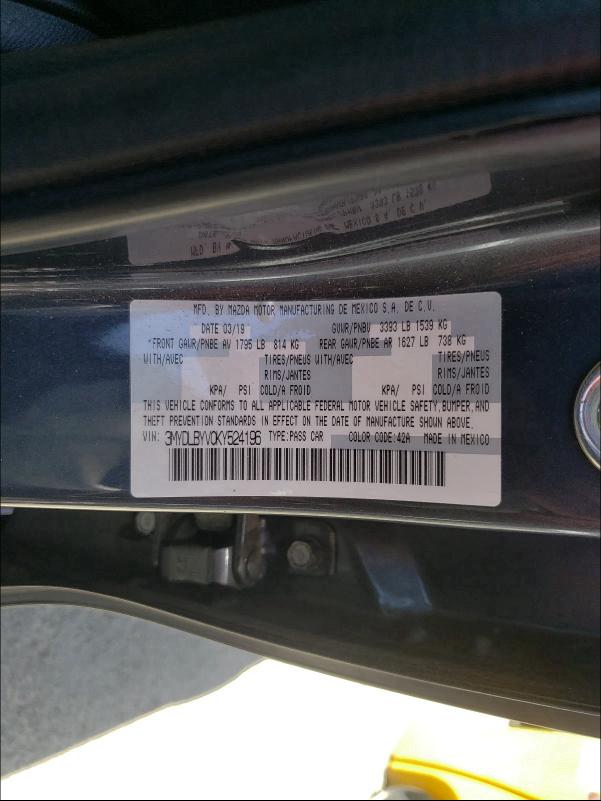 MFD. BY MAZDA MOTOR MANUFACTURING DE MEXICO S.A. DE C.V.
DATE 03/19 GVWR/PNBV 3393 LB 1539 KG
*FRONT GAWR/PNBE AV 1795 LB 814 KG REAR GAWR/PNBE AR 1627 LB 738 KG
WITH/AVEC TIRES/PNEUS WITH/AVEC TIRES/PNEUS
RIMS/JANTES RIMS/JANTES
KPA/ PSI COLD/A FROID KPA/ PSI COLD/A FROID
THIS VEHICLE CONFORMS TO ALL APPLICABLE FEDERAL MOTOR VEHICLE SAFETY,BUMPER,AND
THEFT PREVENTION STANDARDS IN EFFECT ON THE DATE OF MANUFACTURE SHOWN ABOVE.
VIN: 3MYDLBYV0KY524196 TYPE:PASS CAR COLOR CODE:42A MADE IN MEXICO